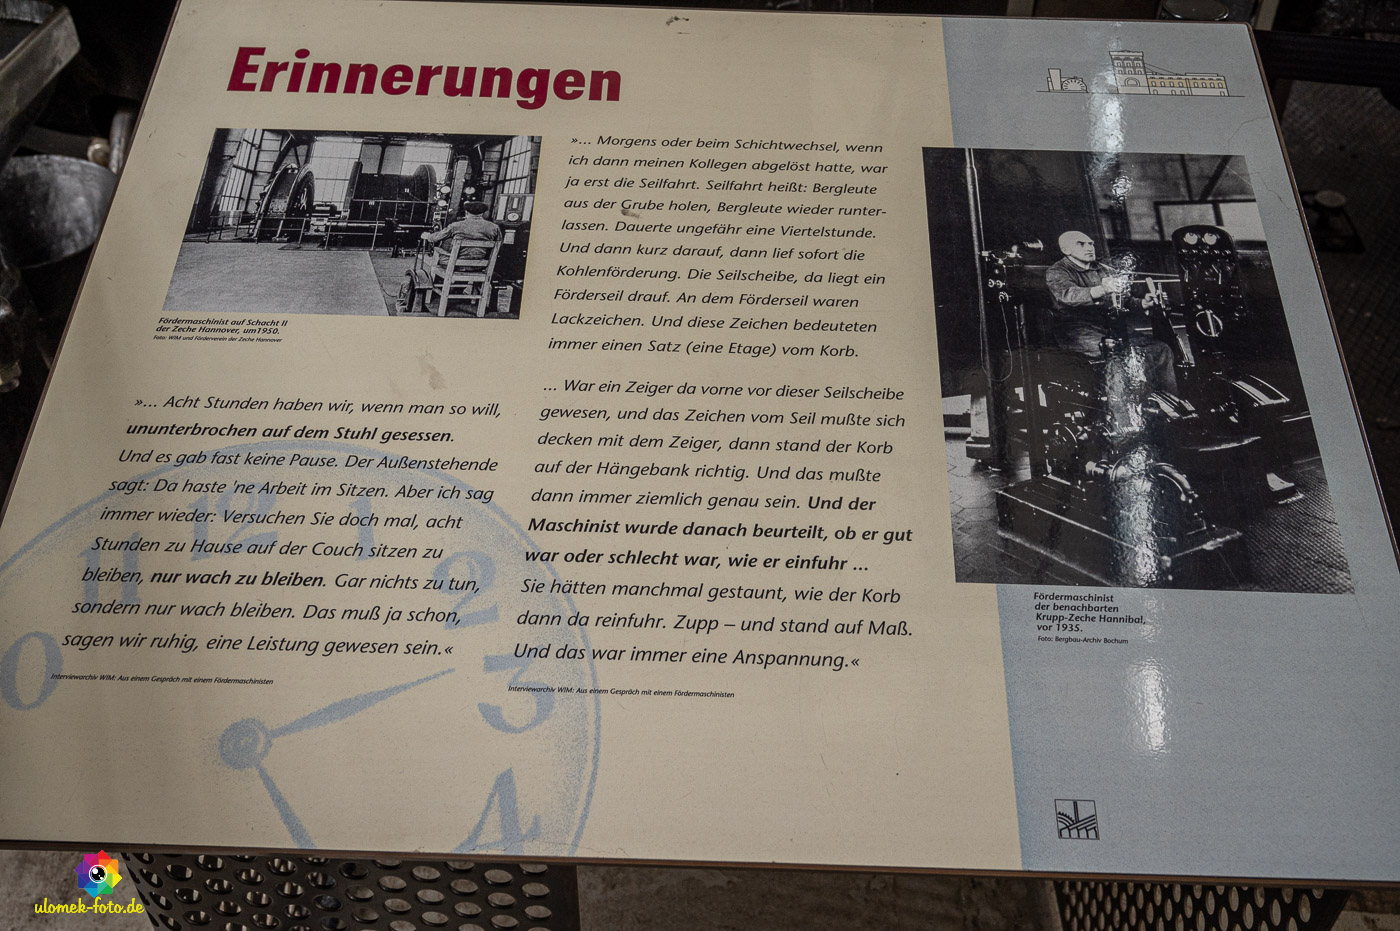 Erinnerungen
Fördermaschinist auf Schacht II
der Zeche Hannover, um1950.
Foto: WIM und Förderverein der Zeche Hannover
»... Acht Stunden haben wir, wenn man so will,
ununterbrochen auf dem Stuhl gesessen.
Und es gab fast keine Pause. Der Außenstehende
sagt: Da haste 'ne Arbeit im Sitzen. Aber ich sag
immer wieder: Versuchen Sie doch mal, acht
Stunden zu Hause auf der Couch sitzen zu
bleiben, nur wach zu bleiben. Gar nichts zu tun,
sondern nur wach bleiben. Das muß ja schon,
sagen wir ruhig, eine Leistung gewesen sein.«
Interviewarchiv WIM: Aus einem Gespräch mit einem Fördermaschinisten
»... Morgens oder beim Schichtwechsel, wenn
ich dann meinen Kollegen abgelöst hatte, war
ja erst die Seilfahrt. Seilfahrt heißt: Bergleute
aus der Grube holen, Bergleute wieder runter-
lassen. Dauerte ungefähr eine Viertelstunde.
Und dann kurz darauf, dann lief sofort die
Kohlenförderung. Die Seilscheibe, da liegt ein
Förderseil drauf. An dem Förderseil waren
Lackzeichen. Und diese Zeichen bedeuteten
immer einen Satz (eine Etage) vom Korb.
... War ein Zeiger da vorne vor dieser Seilscheibe
gewesen, und das Zeichen vom Seil mußte sich
decken mit dem Zeiger, dann stand der Korb
auf der Hängebank richtig. Und das mußte
dann immer ziemlich genau sein. Und der
Maschinist wurde danach beurteilt, ob er gut
war oder schlecht war, wie er einfuhr ...
Sie hätten manchmal gestaunt, wie der Korb
dann da reinfuhr. Zupp – und stand auf Maß.
Und das war immer eine Anspannung.«
Interviewarchiv WIM: Aus einem Gespräch mit einem Fördermaschinisten
Fördermaschinist
der benachbarten
Krupp-Zeche Hannibal,
vor 1935.
Foto: Bergbau-Archiv Bochum
12
1
2
3
4
11
10
ulomek-foto.de